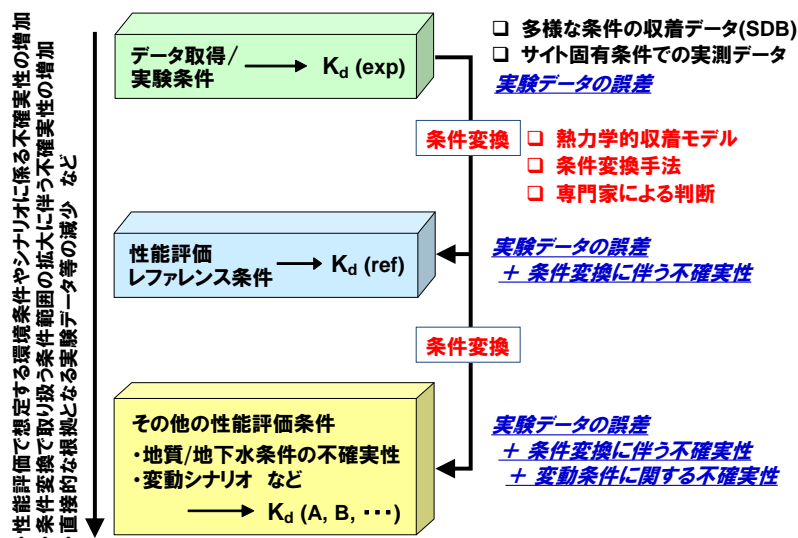 ・性能評価で想定する環境条件やシナリオに係る不確実性の増加
・条件変換で取り扱う条件範囲の拡大に伴う不確実性の増加
・直接的な根拠となる実験データ等の減少 など
データ取得/
実験条件
Kd (exp)
❑ 多様な条件の収着データ(SDB)
❑ サイト固有条件での実測データ
実験データの誤差
条件変換
❑ 熱力学的収着モデル
❑ 条件変換手法
❑ 専門家による判断
性能評価
レファレンス条件
Kd (ref)
実験データの誤差
+ 条件変換に伴う不確実性
条件変換
その他の性能評価条件
・地質/地下水条件の不確実性
・変動シナリオ など
Kd (A, B, ・・・)
実験データの誤差
+ 条件変換に伴う不確実性
+ 変動条件に関する不確実性